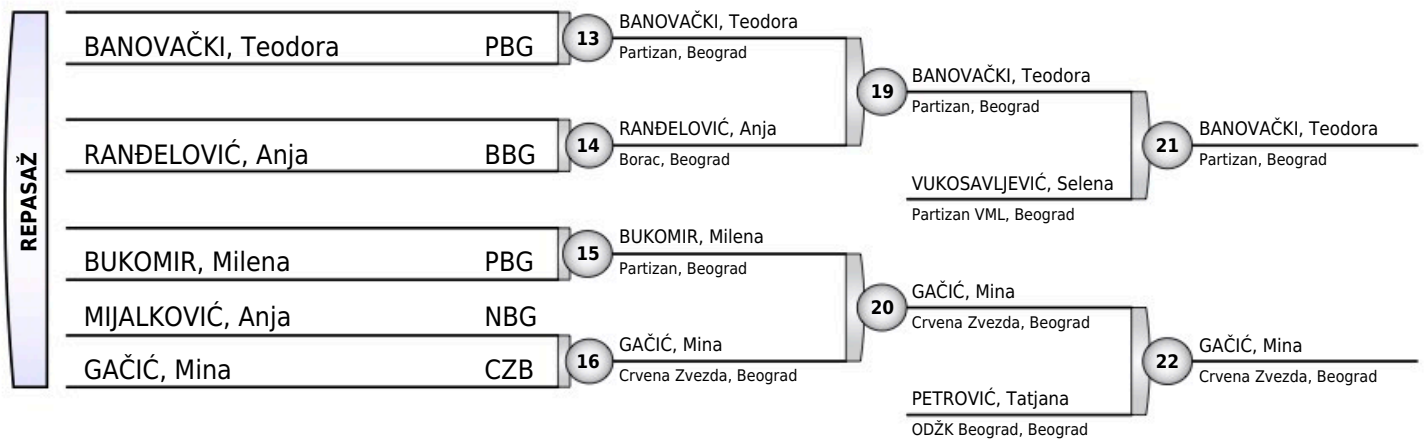 REPASAŽ
BANOVAČKI, Teodora PBG
RANĐELOVIĆ, Anja BBG
BUKOMIR, Milena PBG
MIJALKOVIĆ, Anja NBG
GAČIĆ, Mina CZB
13
BANOVAČKI, Teodora
Partizan, Beograd
14
RANĐELOVIĆ, Anja
Borac, Beograd
15
BUKOMIR, Milena
Partizan, Beograd
16
GAČIĆ, Mina
Crvena Zvezda, Beograd
19
BANOVAČKI, Teodora
Partizan, Beograd
VUKOSAVLJEVIĆ, Selena
Partizan VML, Beograd
20
GAČIĆ, Mina
Crvena Zvezda, Beograd
PETROVIĆ, Tatjana
ODŽK Beograd, Beograd
21
BANOVAČKI, Teodora
Partizan, Beograd
22
GAČIĆ, Mina
Crvena Zvezda, Beograd